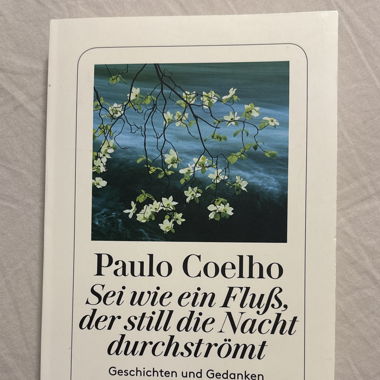 Paulo Coelho
Sei wie ein Fluß,
der still die Nacht
durchströmt
Geschichten und Gedanken